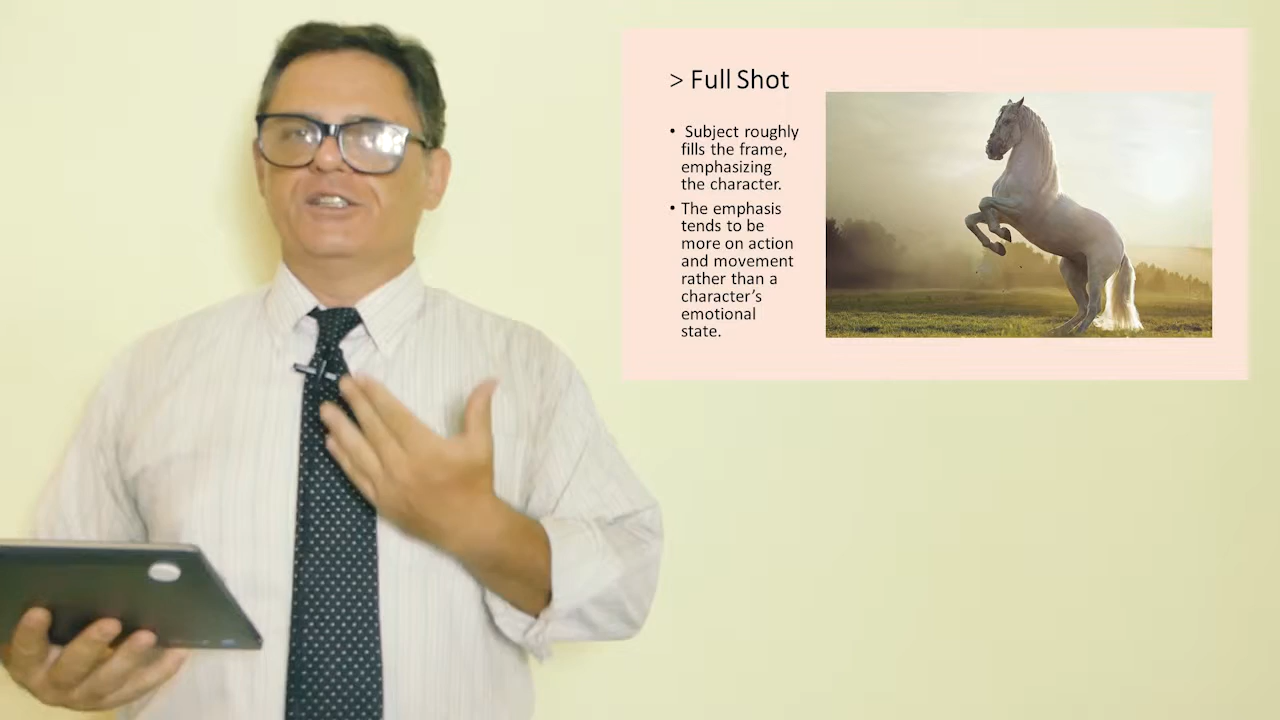 > Full Shot
• Subject roughly
fills the frame,
emphasizing
the character.
• The emphasis
tends to be
more on action
and movement
rather than a
character’s
emotional
state.